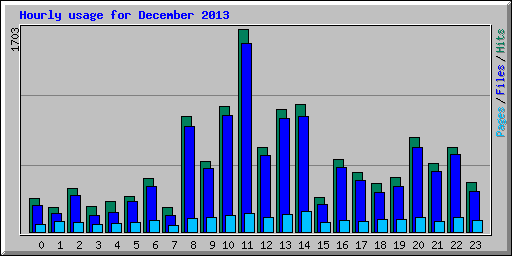 Hourly usage for December 2013
1703
Pages / Files / Hits
0 1 2 3 4 5 6 7 8 9 10 11 12 13 14 15 16 17 18 19 20 21 22 23